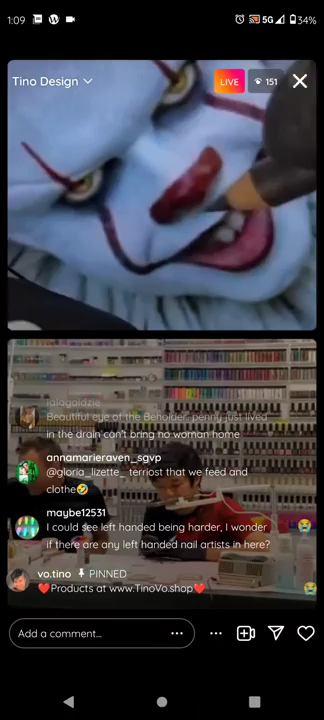 1:09
5G
34%
Tino Design
LIVE
151
lalagoldzie
Beautiful eye of the Beholder.. penny just lived
in the drain can't bring no woman home
annamarieraven_sgvp
@gloria_lizette_ terriost that we feed and
clothe🤣
maybe12531
I could see left handed being harder, I wonder
if there are any left handed nail artists in here?
vo.tino PINNED
❤️Products at www.TinoVo.shop❤️
Add a comment...